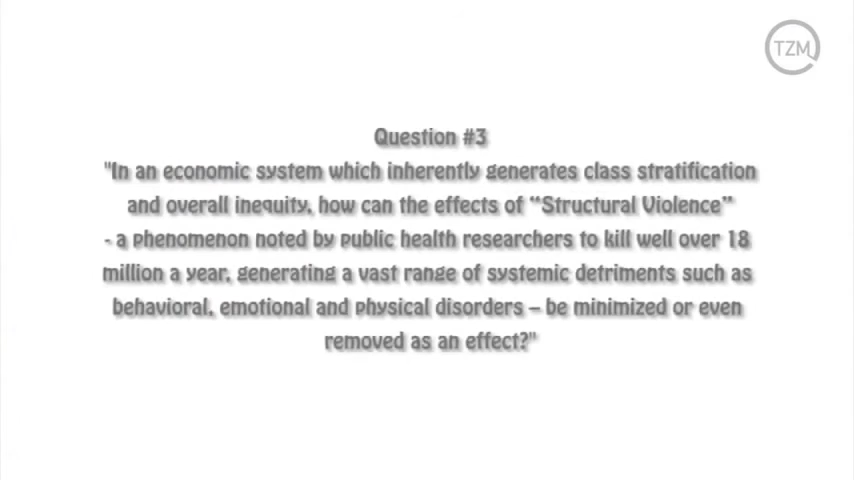 TZM
Question #3
"In an economic system which inherently generates class stratification
and overall inequity, how can the effects of “Structural Violence”
- a phenomenon noted by public health researchers to kill well over 18
million a year, generating a vast range of systemic detriments such as
behavioral, emotional and physical disorders – be minimized or even
removed as an effect?"